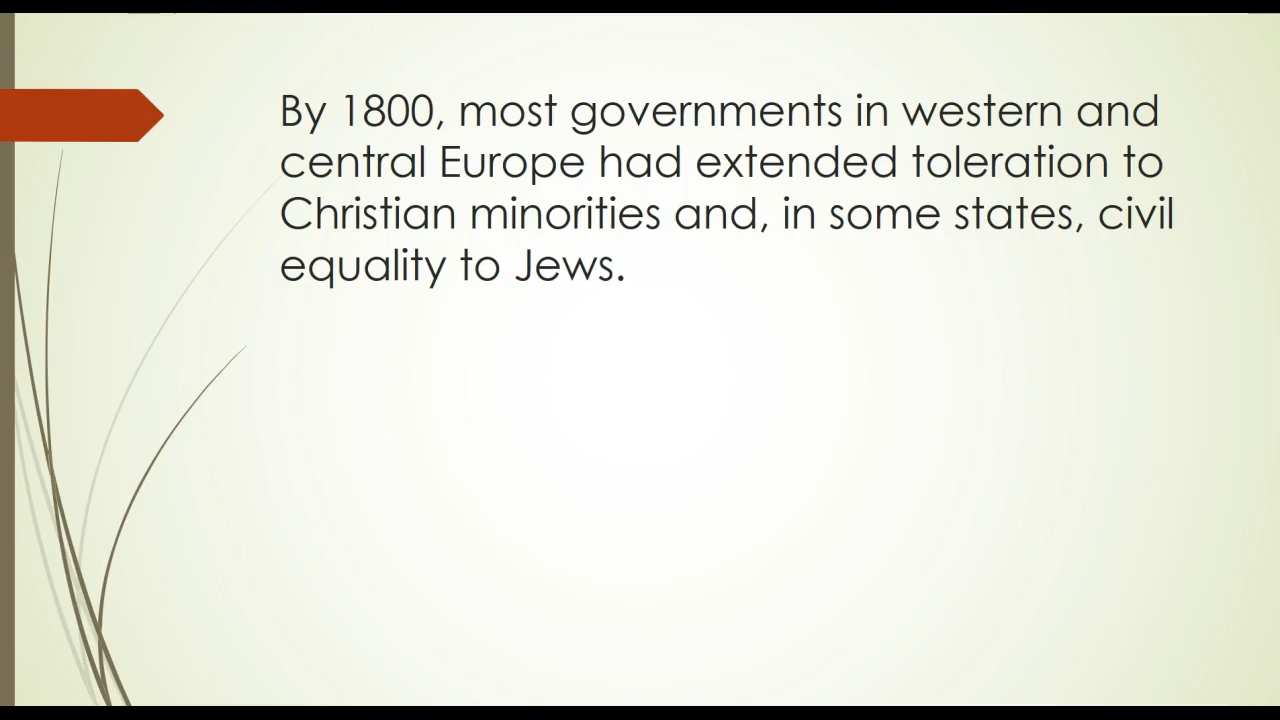 By 1800, most governments in western and
central Europe had extended toleration to
Christian minorities and, in some states, civil
equality to Jews.